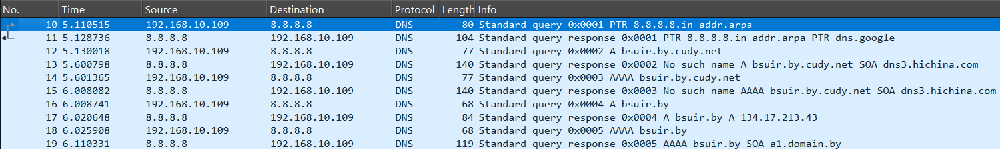 No. Time Source Destination Protocol Length Info
10 5.110515 192.168.10.109 8.8.8.8 DNS 80 Standard query 0x0001 PTR 8.8.8.8.in-addr.arpa
11 5.128736 8.8.8.8 192.168.10.109 DNS 104 Standard query response 0x0001 PTR 8.8.8.8.in-addr.arpa PTR dns.google
12 5.130018 192.168.10.109 8.8.8.8 DNS 77 Standard query 0x0002 A bsuir.by.cudy.net
13 5.600798 8.8.8.8 192.168.10.109 DNS 140 Standard query response 0x0002 No such name A bsuir.by.cudy.net SOA dns3.hichina.com
14 5.601365 192.168.10.109 8.8.8.8 DNS 77 Standard query 0x0003 AAAA bsuir.by.cudy.net
15 6.008082 8.8.8.8 192.168.10.109 DNS 140 Standard query response 0x0003 No such name AAAA bsuir.by.cudy.net SOA dns3.hichina.com
16 6.008741 192.168.10.109 8.8.8.8 DNS 68 Standard query 0x0004 A bsuir.by
17 6.020648 8.8.8.8 192.168.10.109 DNS 84 Standard query response 0x0004 A bsuir.by A 134.17.213.43
18 6.025908 192.168.10.109 8.8.8.8 DNS 68 Standard query 0x0005 AAAA bsuir.by
19 6.110331 8.8.8.8 192.168.10.109 DNS 119 Standard query response 0x0005 AAAA bsuir.by SOA a1.domain.by